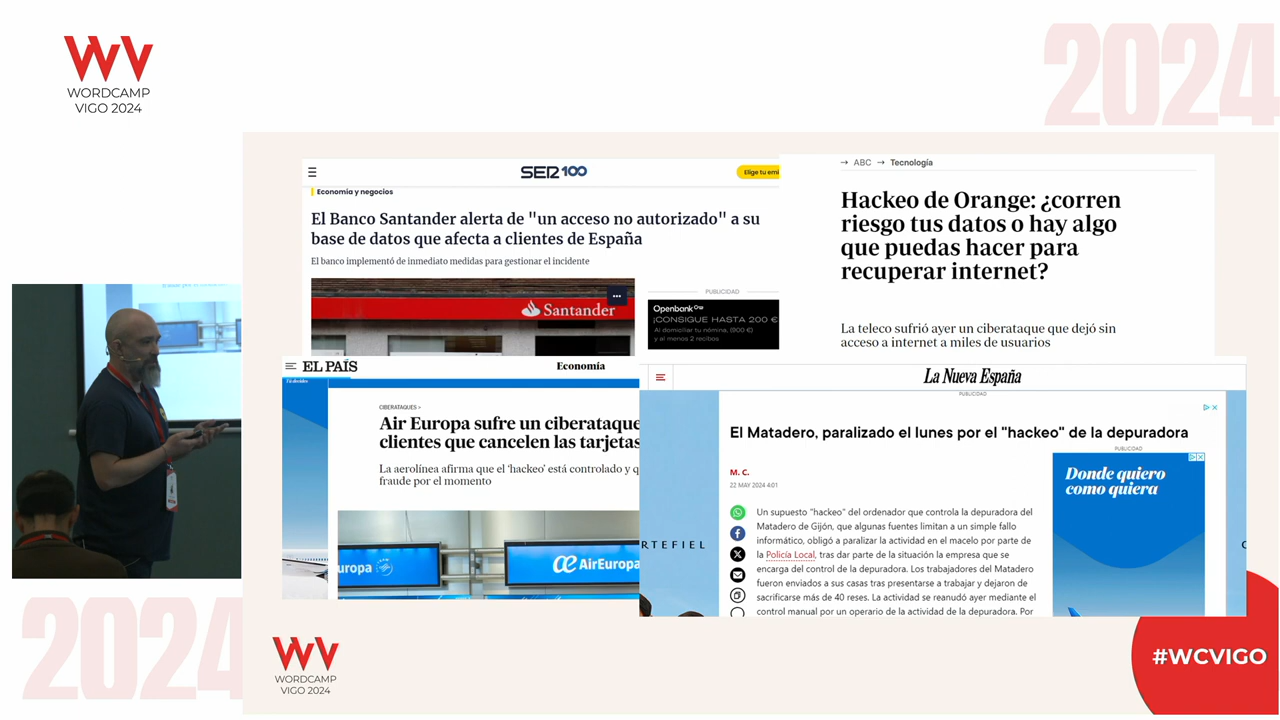 WORDCAMP
VIGO 2024
2024
SER 100
Elige tu emi
Economía y negocios
El Banco Santander alerta de "un acceso no autorizado" a su
base de datos que afecta a clientes de España
El banco implementó de inmediato medidas para gestionar el incidente
Santander
PUBLICIDAD
Openbank
¡CONSIGUE HASTA 200 €
Al domiciliar tu nómina, (900 €)
y al menos 2 recibos
→ ABC → Tecnología
Hackeo de Orange: ¿corren
riesgo tus datos o hay algo
que puedas hacer para
recuperar internet?
La teleco sufrió ayer un ciberataque que dejó sin
acceso a internet a miles de usuarios
EL PAÍS
Economía
CIBERATAQUES >
Air Europa sufre un ciberataque
clientes que cancelen las tarjetas
La aerolínea afirma que el 'hackeo' está controlado y q
fraude por el momento
uropa
AirEuropa
La Nueva España
PUBLICIDAD
El Matadero, paralizado el lunes por el "hackeo" de la depuradora
M. C.
22 MAY 2024 4:01
Un supuesto "hackeo" del ordenador que controla la depuradora del
Matadero de Gijón, que algunas fuentes limitan a un simple fallo
informático, obligó a paralizar la actividad en el macelo por parte de
la Policía Local, tras dar parte de la situación la empresa que se
encarga del control de la depuradora. Los trabajadores del Matadero
fueron enviados a sus casas tras presentarse a trabajar y dejaron de
sacrificarse más de 40 reses. La actividad se reanudó ayer mediante el
control manual por un operario de la actividad de la depuradora. Por
PUBLICIDAD
Donde quiero
como quiera
RTEFIEL
2024
WORDCAMP
VIGO 2024
#WCVIGO